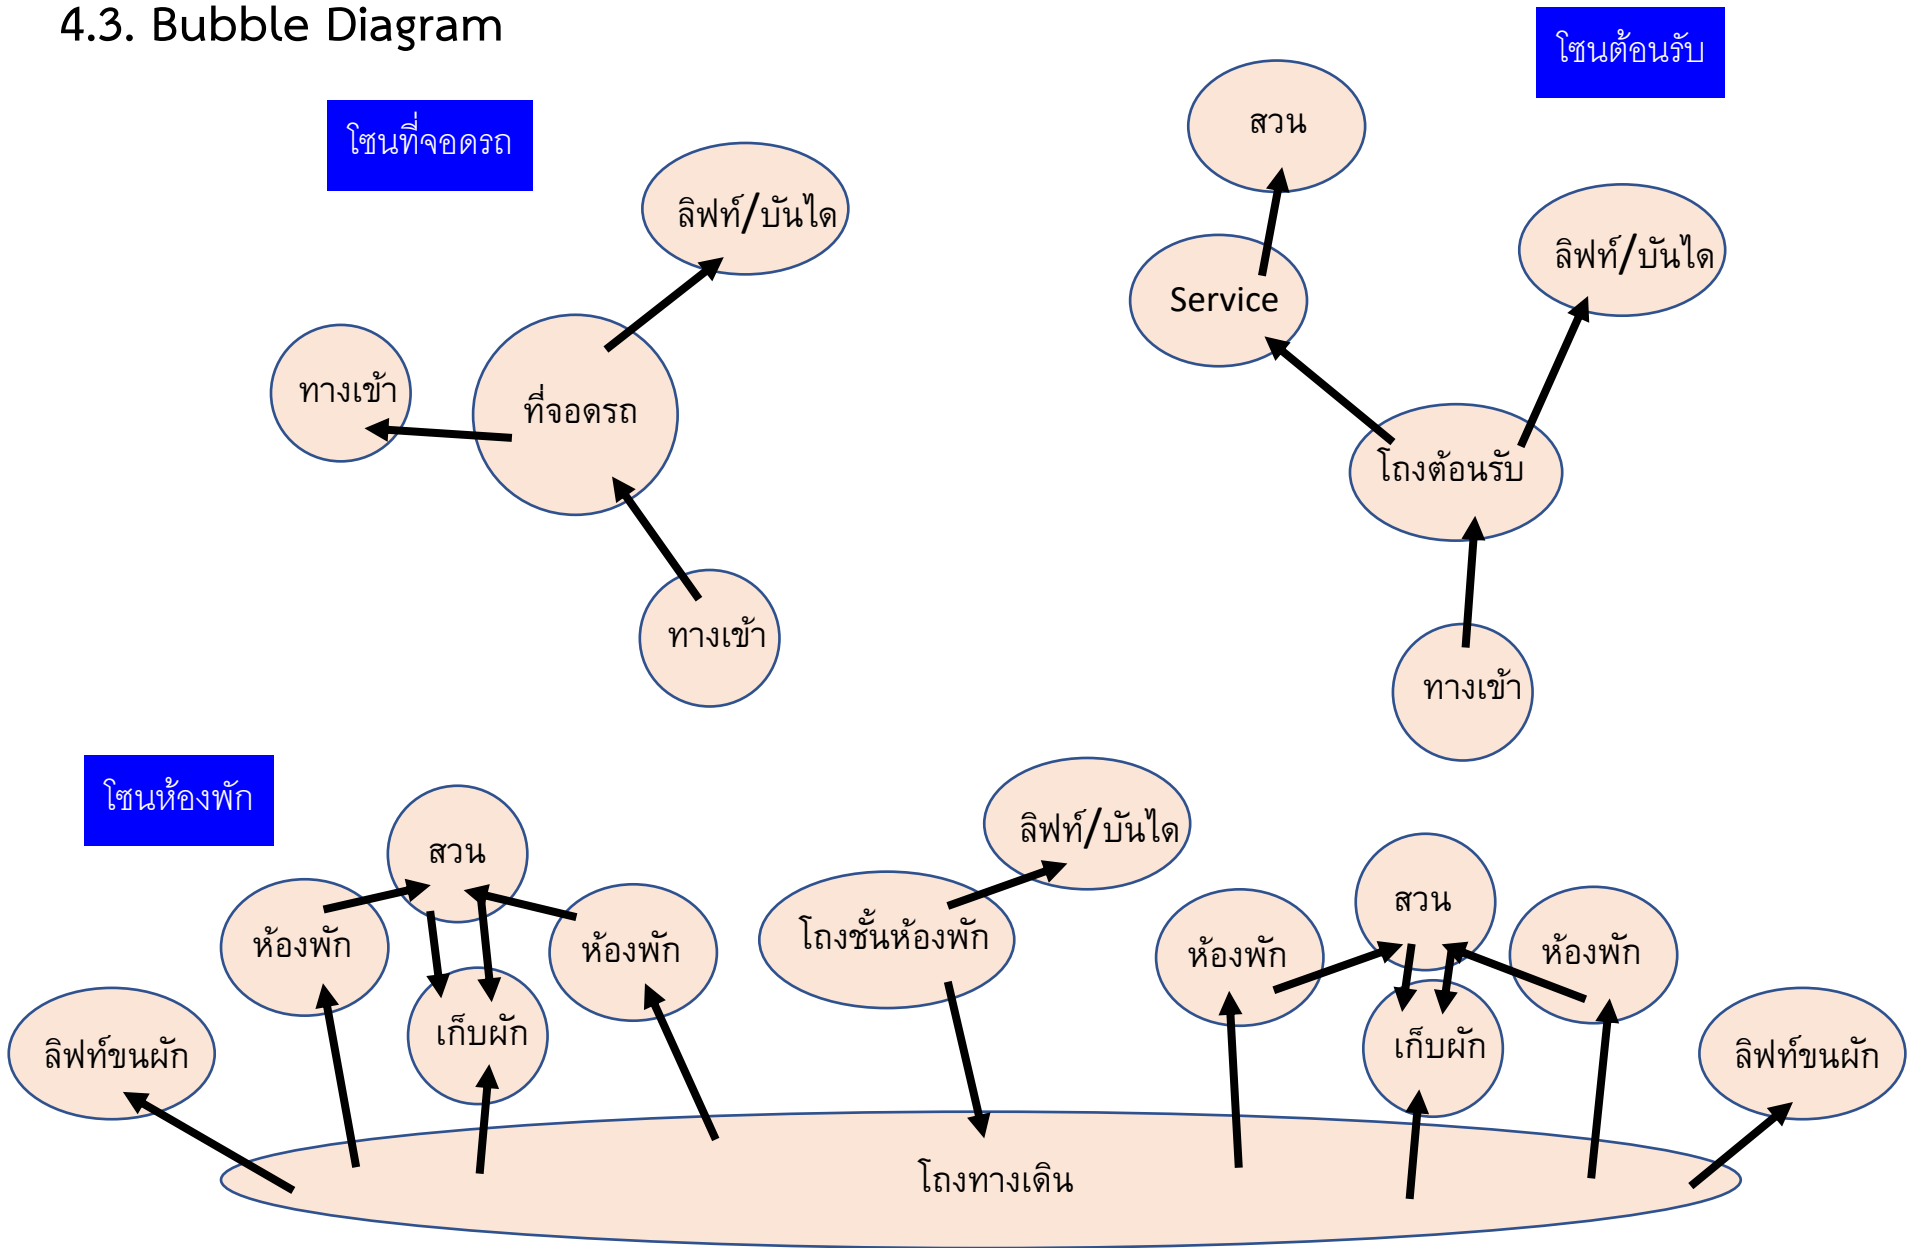 4.3. Bubble Diagram
โซนที่จอดรถ
ลิฟท์/บันได
ทางเข้า
ที่จอดรถ
ทางเข้า
โซนต้อนรับ
สวน
ลิฟท์/บันได
Service
โถงต้อนรับ
ทางเข้า
โซนห้องพัก
สวน
ห้องพัก
ห้องพัก
เก็บผัก
ลิฟท์ขนผัก
ลิฟท์/บันได
โถงชั้นห้องพัก
สวน
ห้องพัก
ห้องพัก
เก็บผัก
ลิฟท์ขนผัก
โถงทางเดิน